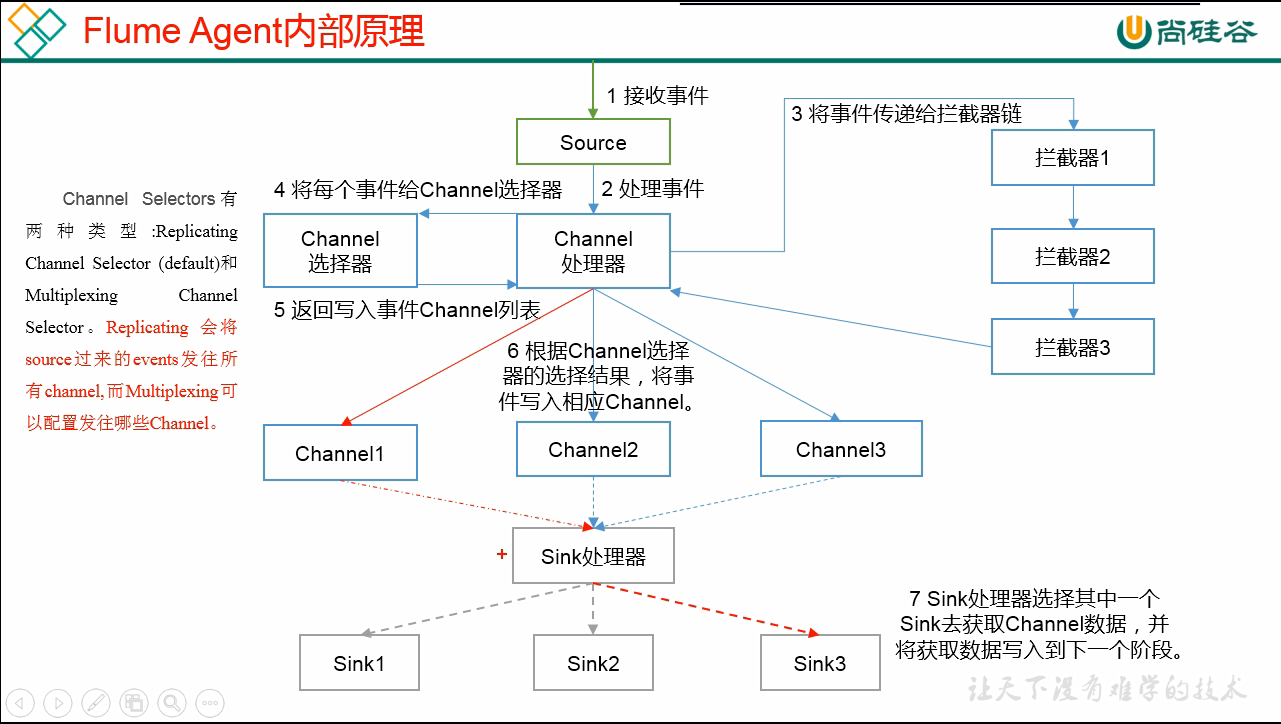 Flume Agent内部原理
尚硅谷
1 接收事件
3 将事件传递给拦截器链
Source
拦截器1
4 将每个事件给Channel选择器
2 处理事件
Channel Selectors有
两种类型:Replicating
Channel Selector (default)和
Multiplexing Channel
Selector。Replicating 会将
source过来的events发往所
有channel,而Multiplexing可
以配置发往哪些Channel。
Channel
选择器
Channel
处理器
拦截器2
5 返回写入事件Channel列表
拦截器3
6 根据Channel选择
器的选择结果，将事
件写入相应Channel。
Channel1
Channel2
Channel3
Sink处理器
7 Sink处理器选择其中一个
Sink去获取Channel数据，并
将获取数据写入到下一个阶段。
Sink1
Sink2
Sink3
让天下没有难学的技术